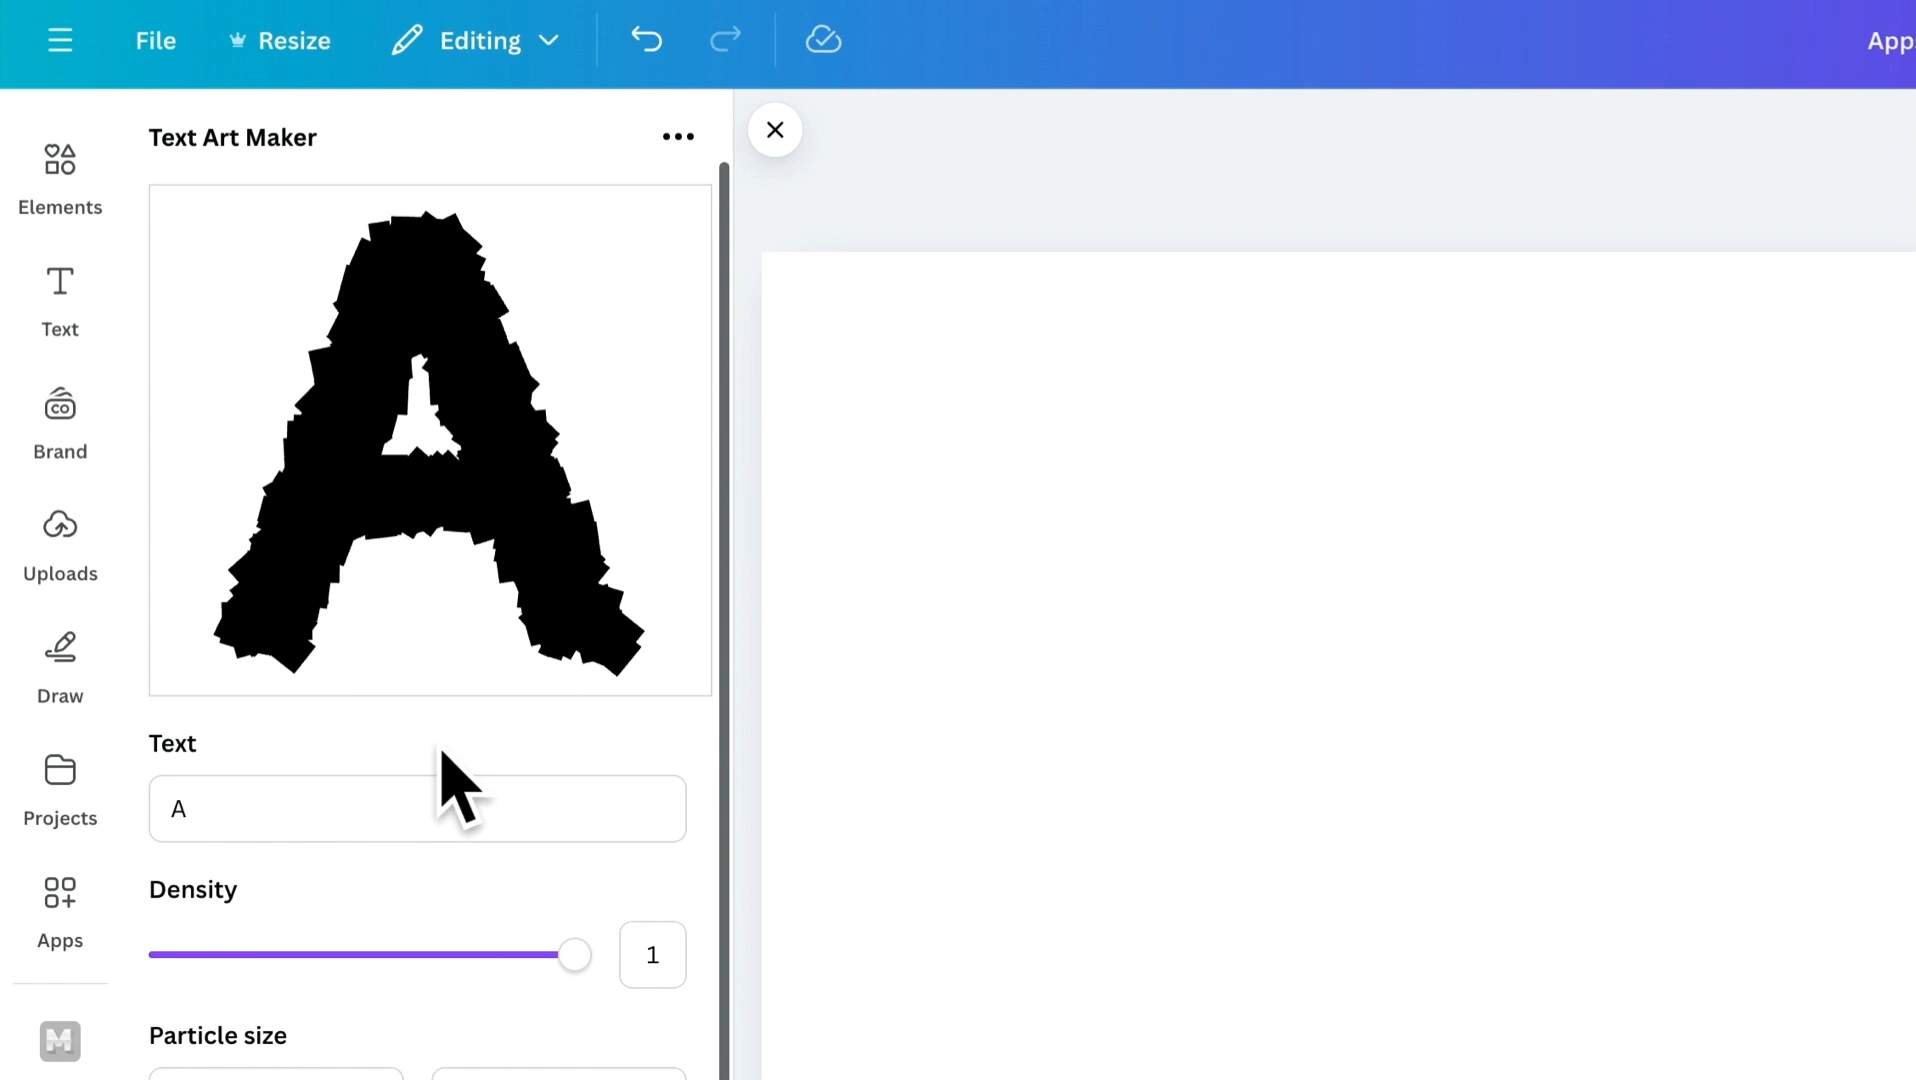 File Resize Editing App
Text Art Maker
Elements
A
Text
Brand
Uploads
Draw
Text
Projects
A
Density
Apps
1
Particle size
M